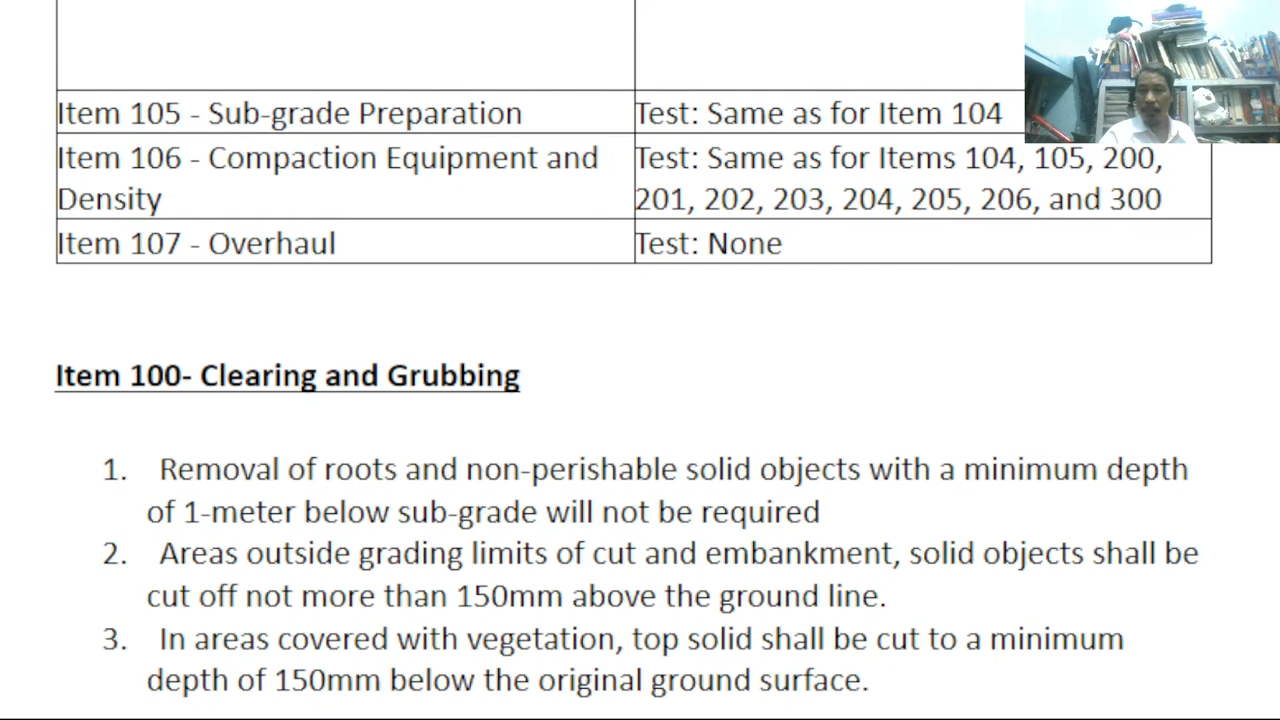 Item 105 - Sub-grade Preparation
Test: Same as for Item 104
Item 106 - Compaction Equipment and
Density
Test: Same as for Items 104, 105, 200,
201, 202, 203, 204, 205, 206, and 300
Item 107 - Overhaul
Test: None
Item 100- Clearing and Grubbing
1. Removal of roots and non-perishable solid objects with a minimum depth
of 1-meter below sub-grade will not be required
2. Areas outside grading limits of cut and embankment, solid objects shall be
cut off not more than 150mm above the ground line.
3. In areas covered with vegetation, top solid shall be cut to a minimum
depth of 150mm below the original ground surface.